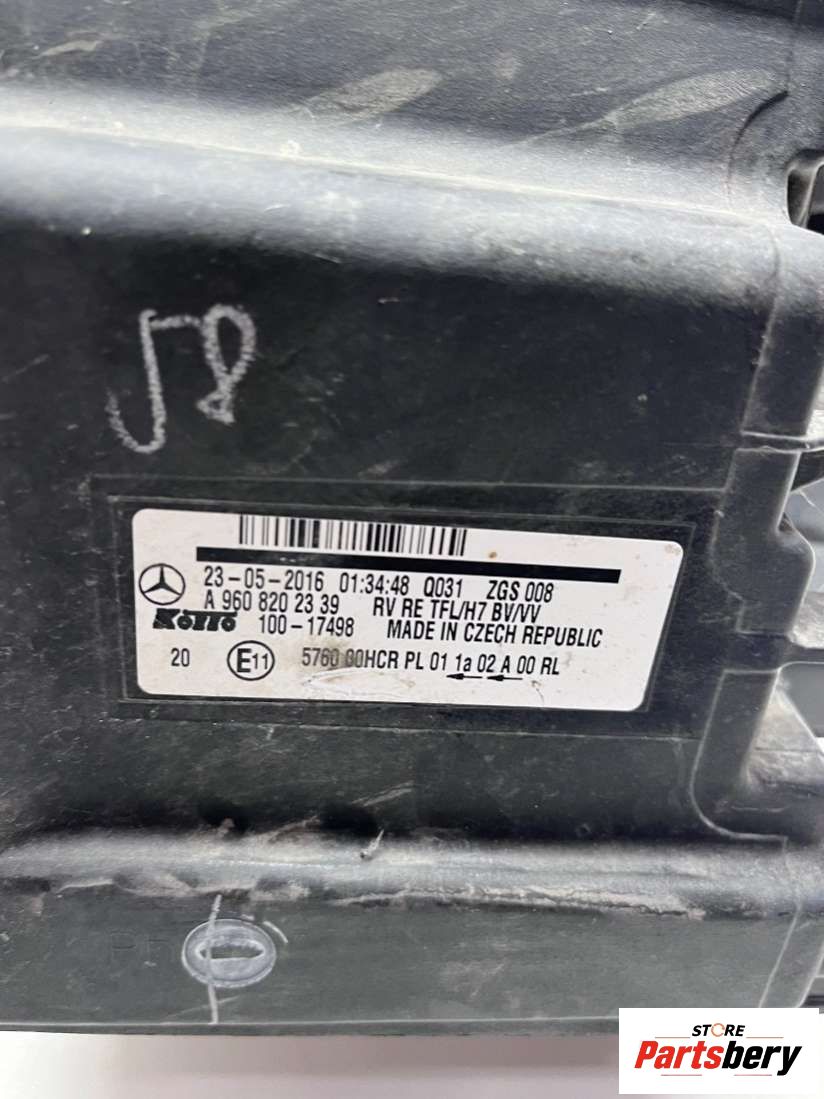 58
23-05-2016 01:34:48 Q031 ZGS 008
A 960 820 23 39 RV RE TFL/H7 BV/VV
100-17498 MADE IN CZECH REPUBLIC
20 E11 5760 00HCR PL 01 1a 02 A 00 RL
STORE
Partsbery